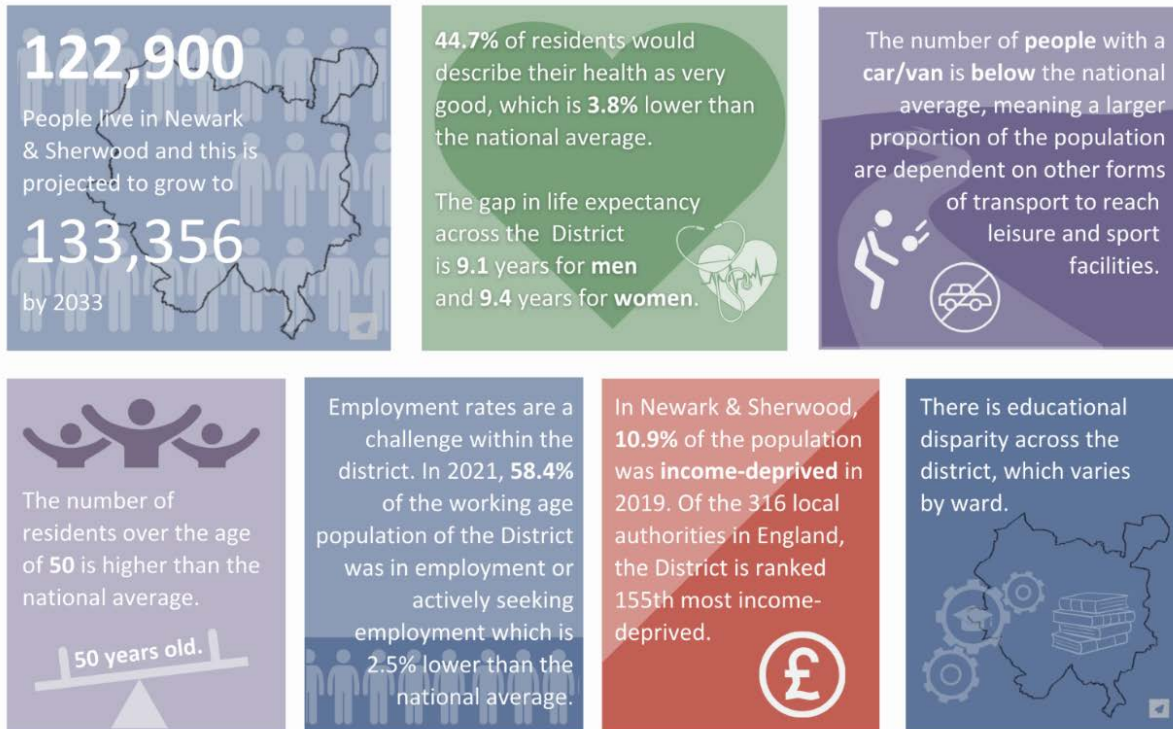 122,900
People live in Newark
& Sherwood and this is
projected to grow to
133,356
by 2033
44.7% of residents would
describe their health as very
good, which is 3.8% lower than
the national average.
The gap in life expectancy
across the District
is 9.1 years for men
and 9.4 years for women.
The number of people with a
car/van is below the national
average, meaning a larger
proportion of the population
are dependent on other forms
of transport to reach
leisure and sport
facilities.
The number of
residents over the age
of 50 is higher than the
national average.
50 years old.
Employment rates are a
challenge within the
district. In 2021, 58.4%
of the working age
population of the District
was in employment or
actively seeking
employment which is
2.5% lower than the
national average.
In Newark & Sherwood,
10.9% of the population
was income-deprived in
2019. Of the 316 local
authorities in England,
the District is ranked
155th most income-
deprived.
£
There is educational
disparity across the
district, which varies
by ward.